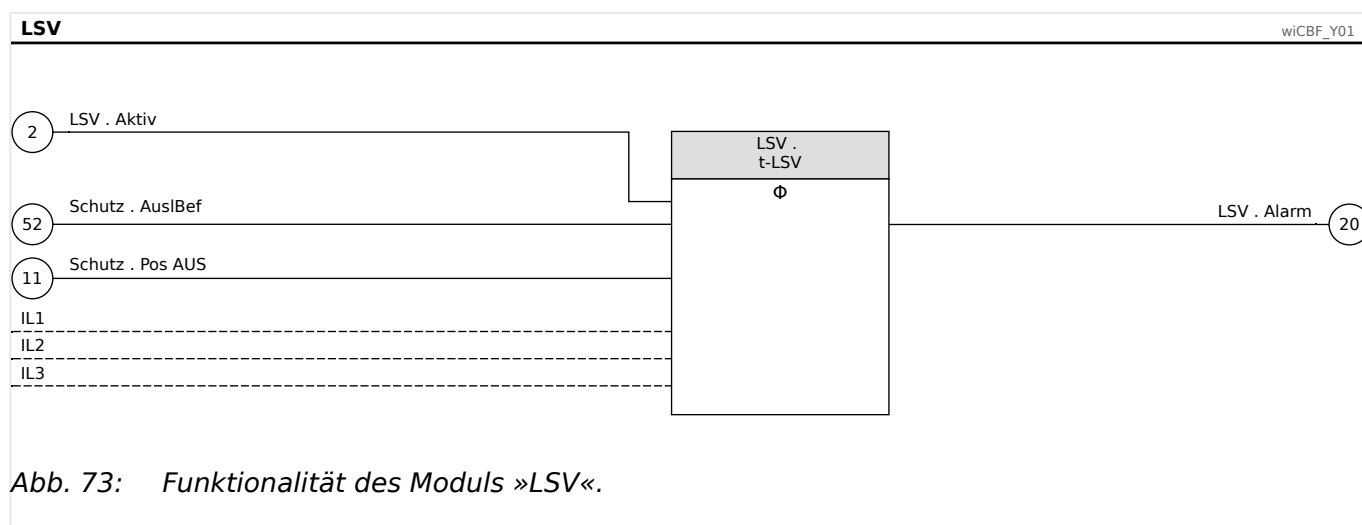 LSV
wiCBF_Y01
2
LSV . Aktiv
LSV .
t-LSV
Φ
52
Schutz . AuslBef
LSV . Alarm
20
11
Schutz . Pos AUS
IL1
IL2
IL3
Abb. 73: Funktionalität des Moduls »LSV«.